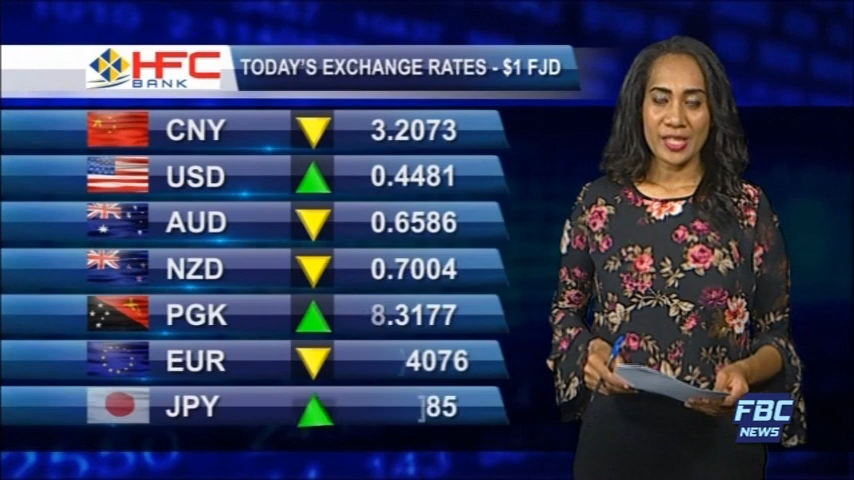 HFC
BANK
TODAY'S EXCHANGE RATES - $1 FJD
CNY 3.2073
USD 0.4481
AUD 0.6586
NZD 0.7004
PGK 8.3177
EUR 4076
JPY 85
FBC
NEWS